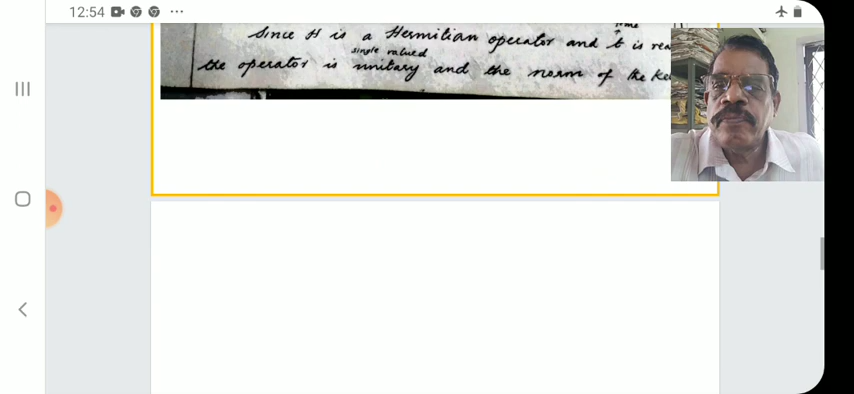 12:54
time
Since H is a Hermitian operator and t is rea
single valued
the operator is unitary and the norm of the Ke